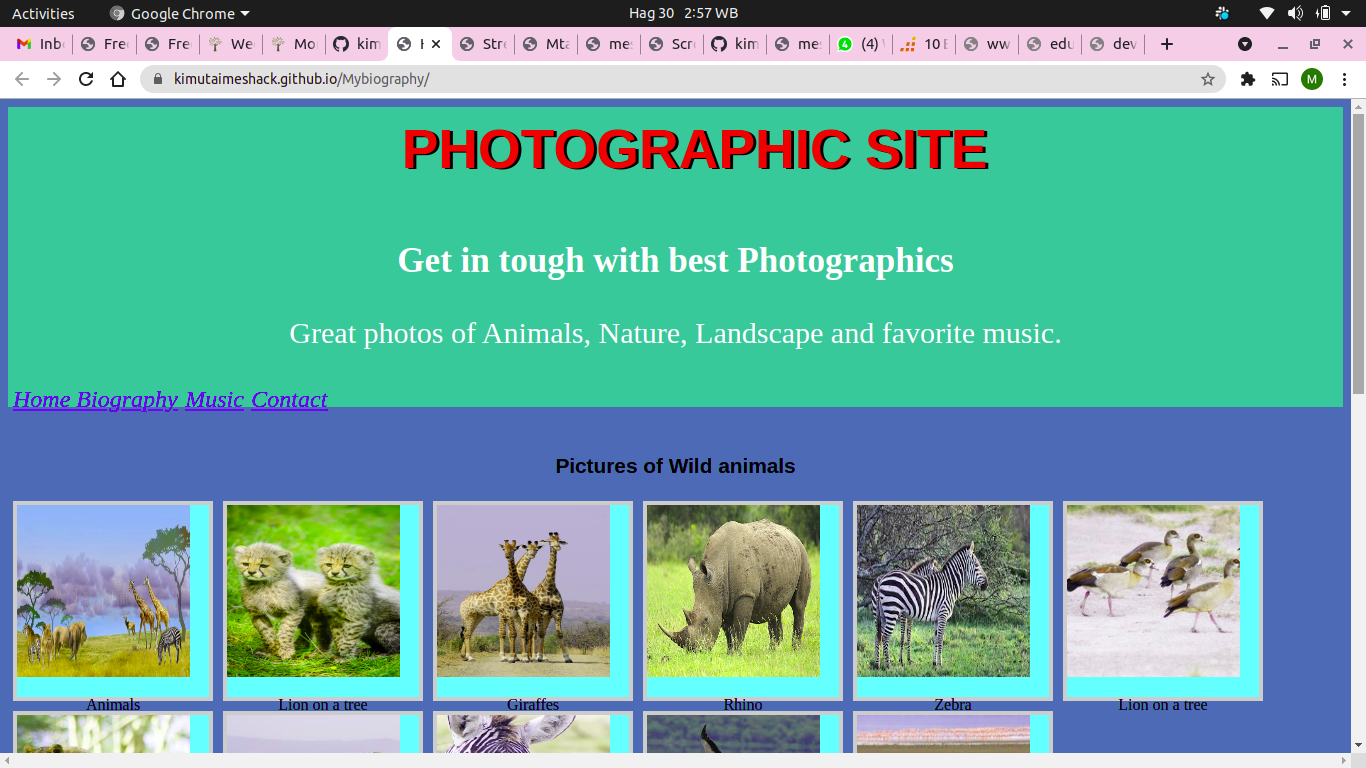 Activities Google Chrome Hag 30 2:57 WB
Inb Free Fre We Mo kim H Stre Mta me Scr kim me (4) 10 E ww edu dev
kimutaimeshack.github.io/Mybiography/ M
PHOTOGRAPHIC SITE
Get in tough with best Photographics
Great photos of Animals, Nature, Landscape and favorite music.
Home Biography Music Contact
Pictures of Wild animals
Animals Lion on a tree Giraffes Rhino Zebra Lion on a tree